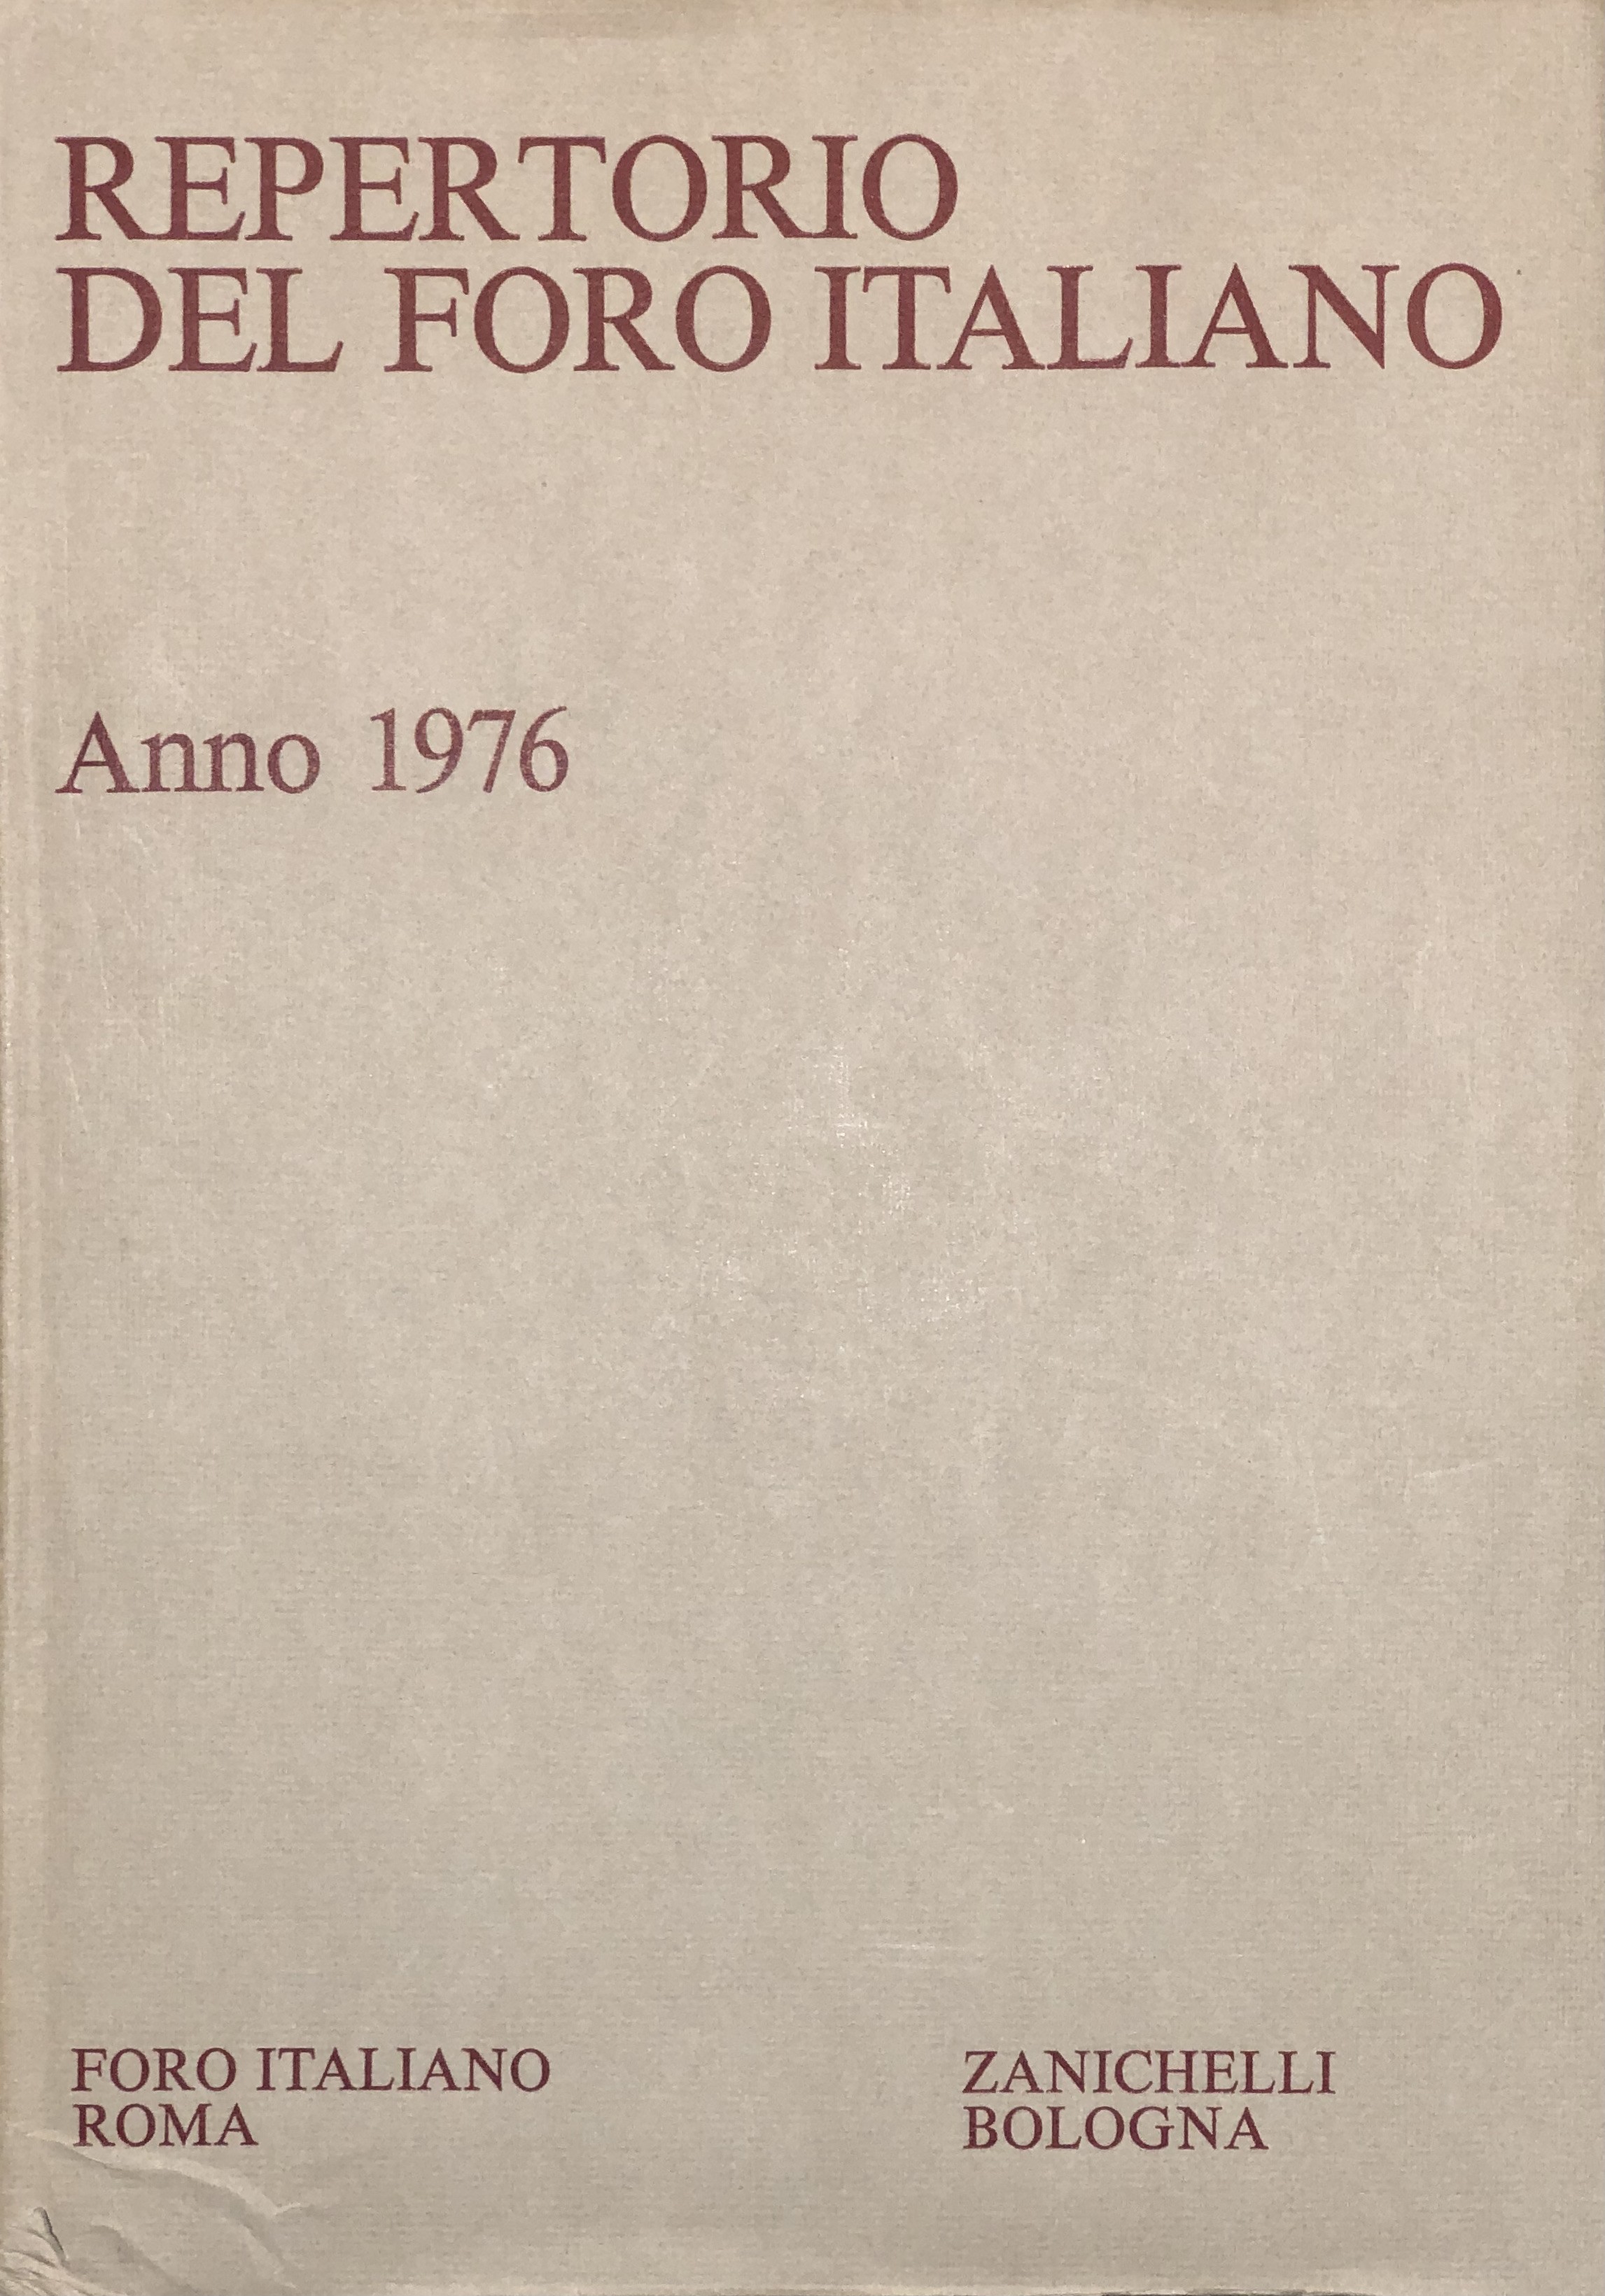 REPERTORIO
DEL FORO ITALIANO
Anno 1976
FORO ITALIANO
ROMA
ZANICHELLI
BOLOGNA